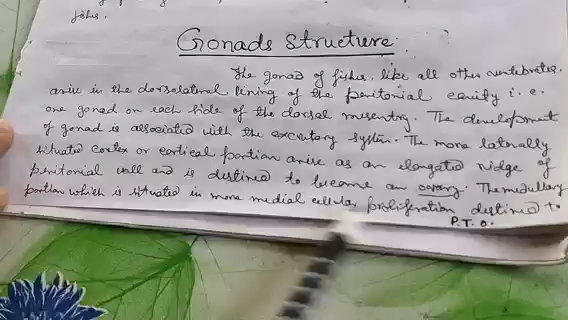 fishes.
Gonads Structure
The gonad of fishes, like all other vertebrates,
arise in the dorsolateral lining of the peritonial cavity i.e.
one gonad on each side of the dorsal mesentry. The development
of gonad is associated with the excretory system. The more laterally
situated cortex or cortical portion arise as an elongated ridge of
peritonial wall and is destined to become an ovary. The medullary
portion which is situated in more medial cellular proliferation destined to
P.T.O.